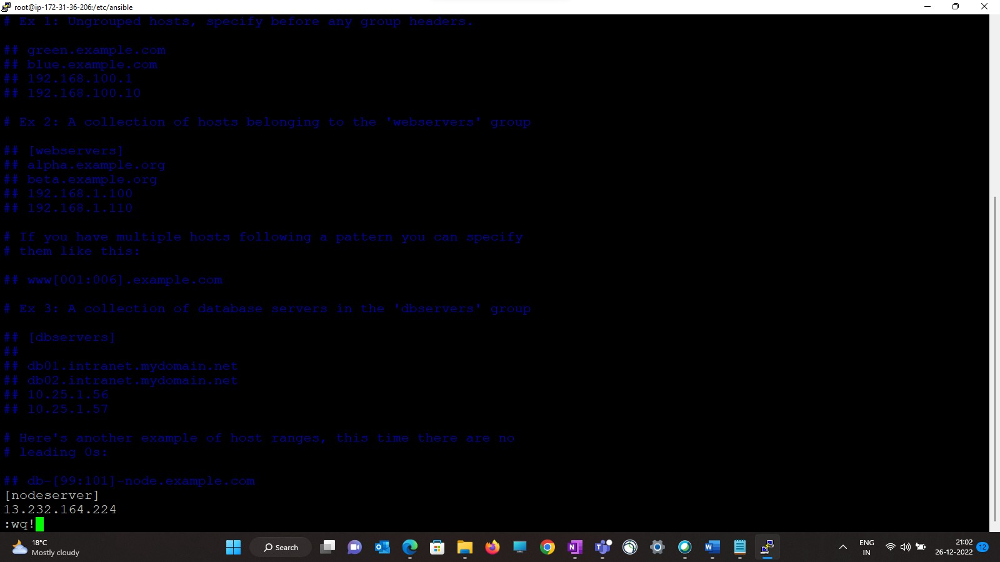 root@ip-172-31-36-206:/etc/ansible
# Ex 1: Ungrouped hosts, specify before any group headers.
## green.example.com
## blue.example.com
## 192.168.100.1
## 192.168.100.10
# Ex 2: A collection of hosts belonging to the 'webservers' group
## [webservers]
## alpha.example.org
## beta.example.org
## 192.168.1.100
## 192.168.1.110
# If you have multiple hosts following a pattern you can specify
# them like this:
## www[001:006].example.com
# Ex 3: A collection of database servers in the 'dbservers' group
## [dbservers]
##
## db01.intranet.mydomain.net
## db02.intranet.mydomain.net
## 10.25.1.56
## 10.25.1.57
# Here's another example of host ranges, this time there are no
# leading 0s:
## db-[99:101]-node.example.com
[nodeserver]
13.232.164.224
:wq!
18°C
Mostly cloudy
Search
ENG
IN
21:02
26-12-2022
12